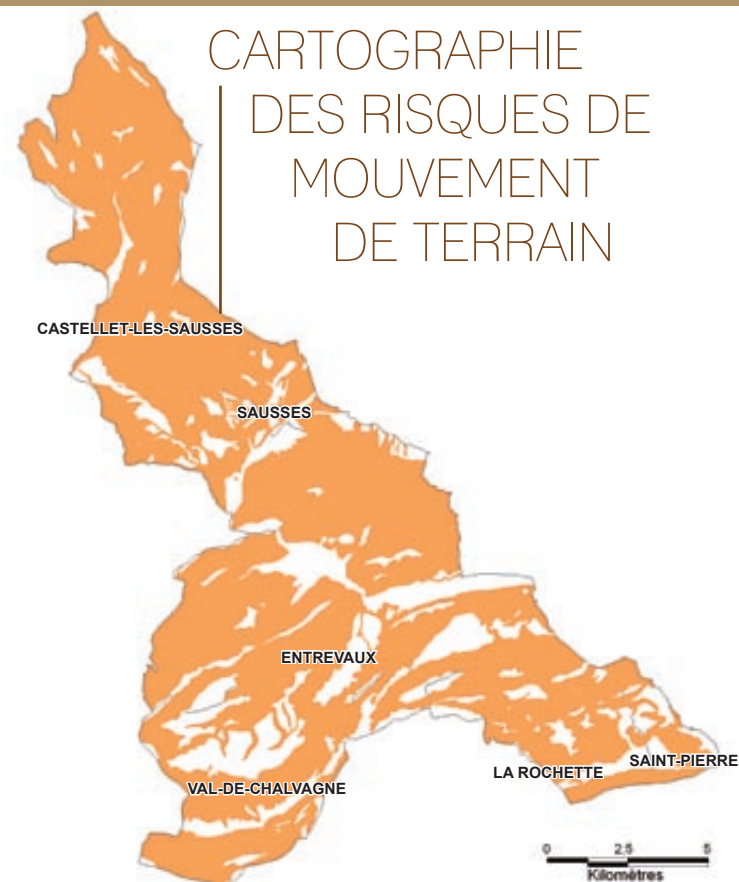 CARTOGRAPHIE
DES RISQUES DE
MOUVEMENT
DE TERRAIN
CASTELLET-LES-SAUSSES
SAUSSES
ENTREVAUX
VAL-DE-CHALVAGNE
LA ROCHETTE
SAINT-PIERRE
0 2.5 5
Kilomètres